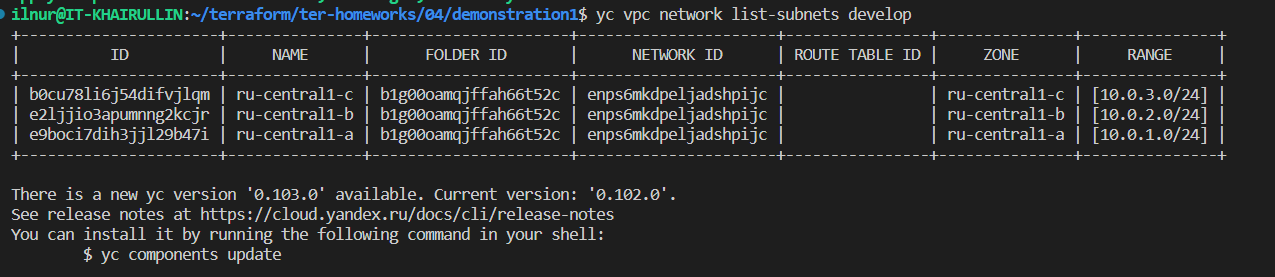 ilnur@IT-KHAIRULLIN:~/terraform/ter-homeworks/04/demonstration1$ yc vpc network list-subnets develop
+----------------------+---------------+----------------------+----------------------+----------------+---------------+---------------+
| ID | NAME | FOLDER ID | NETWORK ID | ROUTE TABLE ID | ZONE | RANGE |
+----------------------+---------------+----------------------+----------------------+----------------+---------------+---------------+
| b0cu78li6j54difvjlqm | ru-central1-c | b1g00oamqjffah66t52c | enps6mkdpeljadshpijc | | ru-central1-c | [10.0.3.0/24] |
| e2ljjio3apumnng2kcjr | ru-central1-b | b1g00oamqjffah66t52c | enps6mkdpeljadshpijc | | ru-central1-b | [10.0.2.0/24] |
| e9boci7dih3jjl29b47i | ru-central1-a | b1g00oamqjffah66t52c | enps6mkdpeljadshpijc | | ru-central1-a | [10.0.1.0/24] |
+----------------------+---------------+----------------------+----------------------+----------------+---------------+---------------+
There is a new yc version '0.103.0' available. Current version: '0.102.0'.
See release notes at https://cloud.yandex.ru/docs/cli/release-notes
You can install it by running the following command in your shell:
$ yc components update